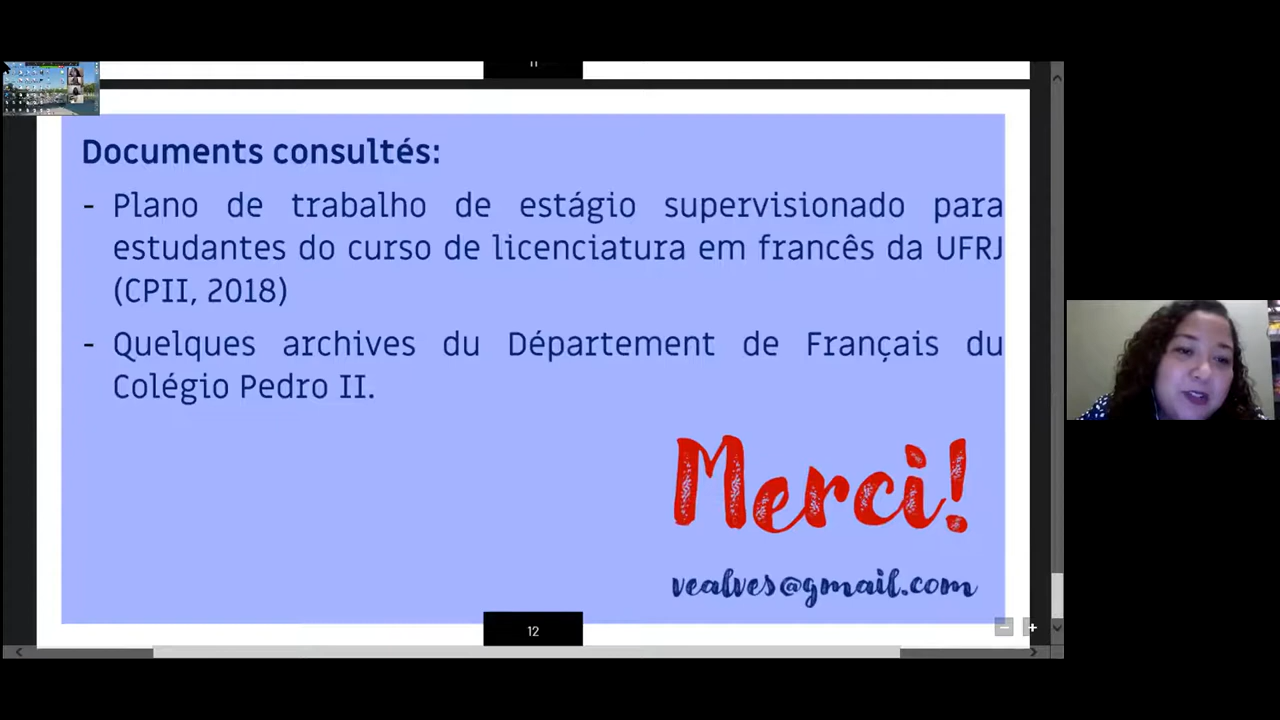 11
Documents consultés:
- Plano de trabalho de estágio supervisionado para
estudantes do curso de licenciatura em francês da UFRJ
(CPII, 2018)
- Quelques archives du Département de Français du
Colégio Pedro II.
Merci!
vealves@gmail.com
12